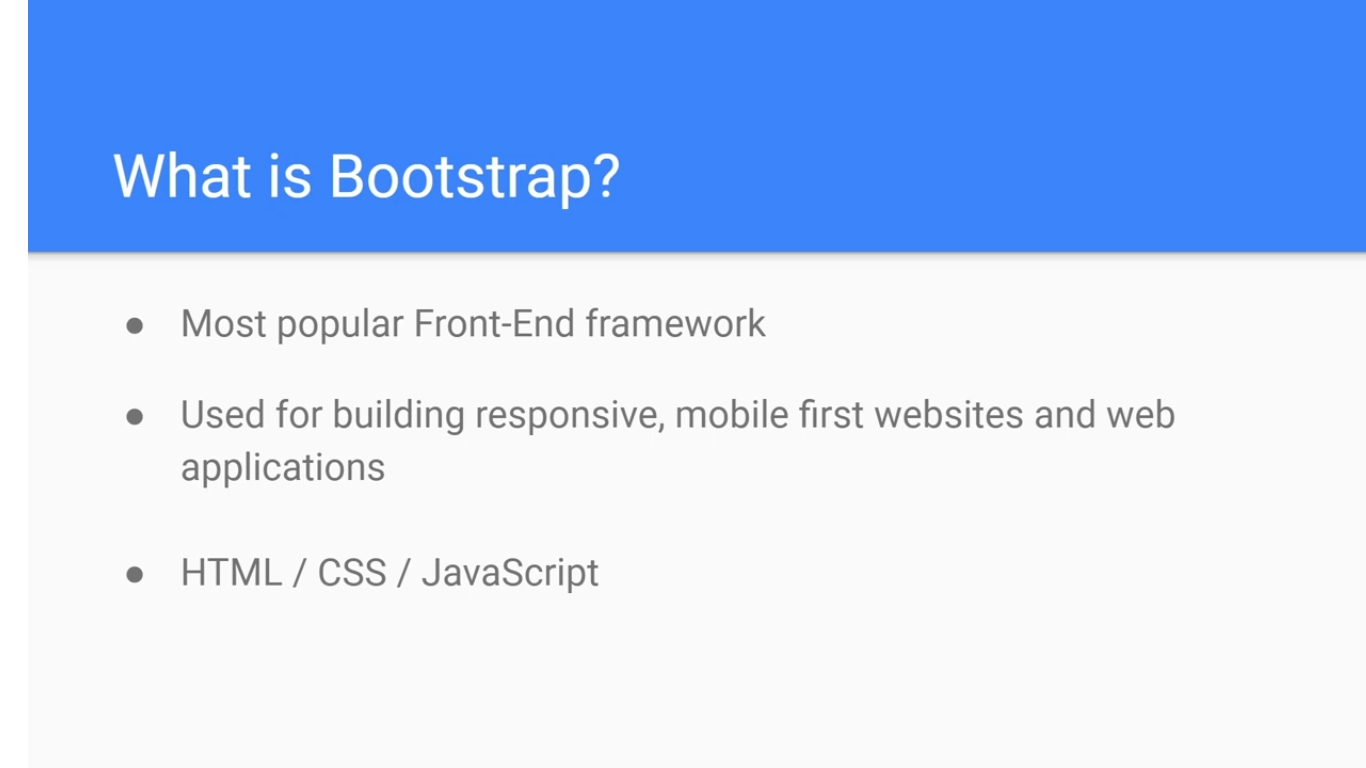 What is Bootstrap?
● Most popular Front-End framework
● Used for building responsive, mobile first websites and web
applications
● HTML / CSS / JavaScript